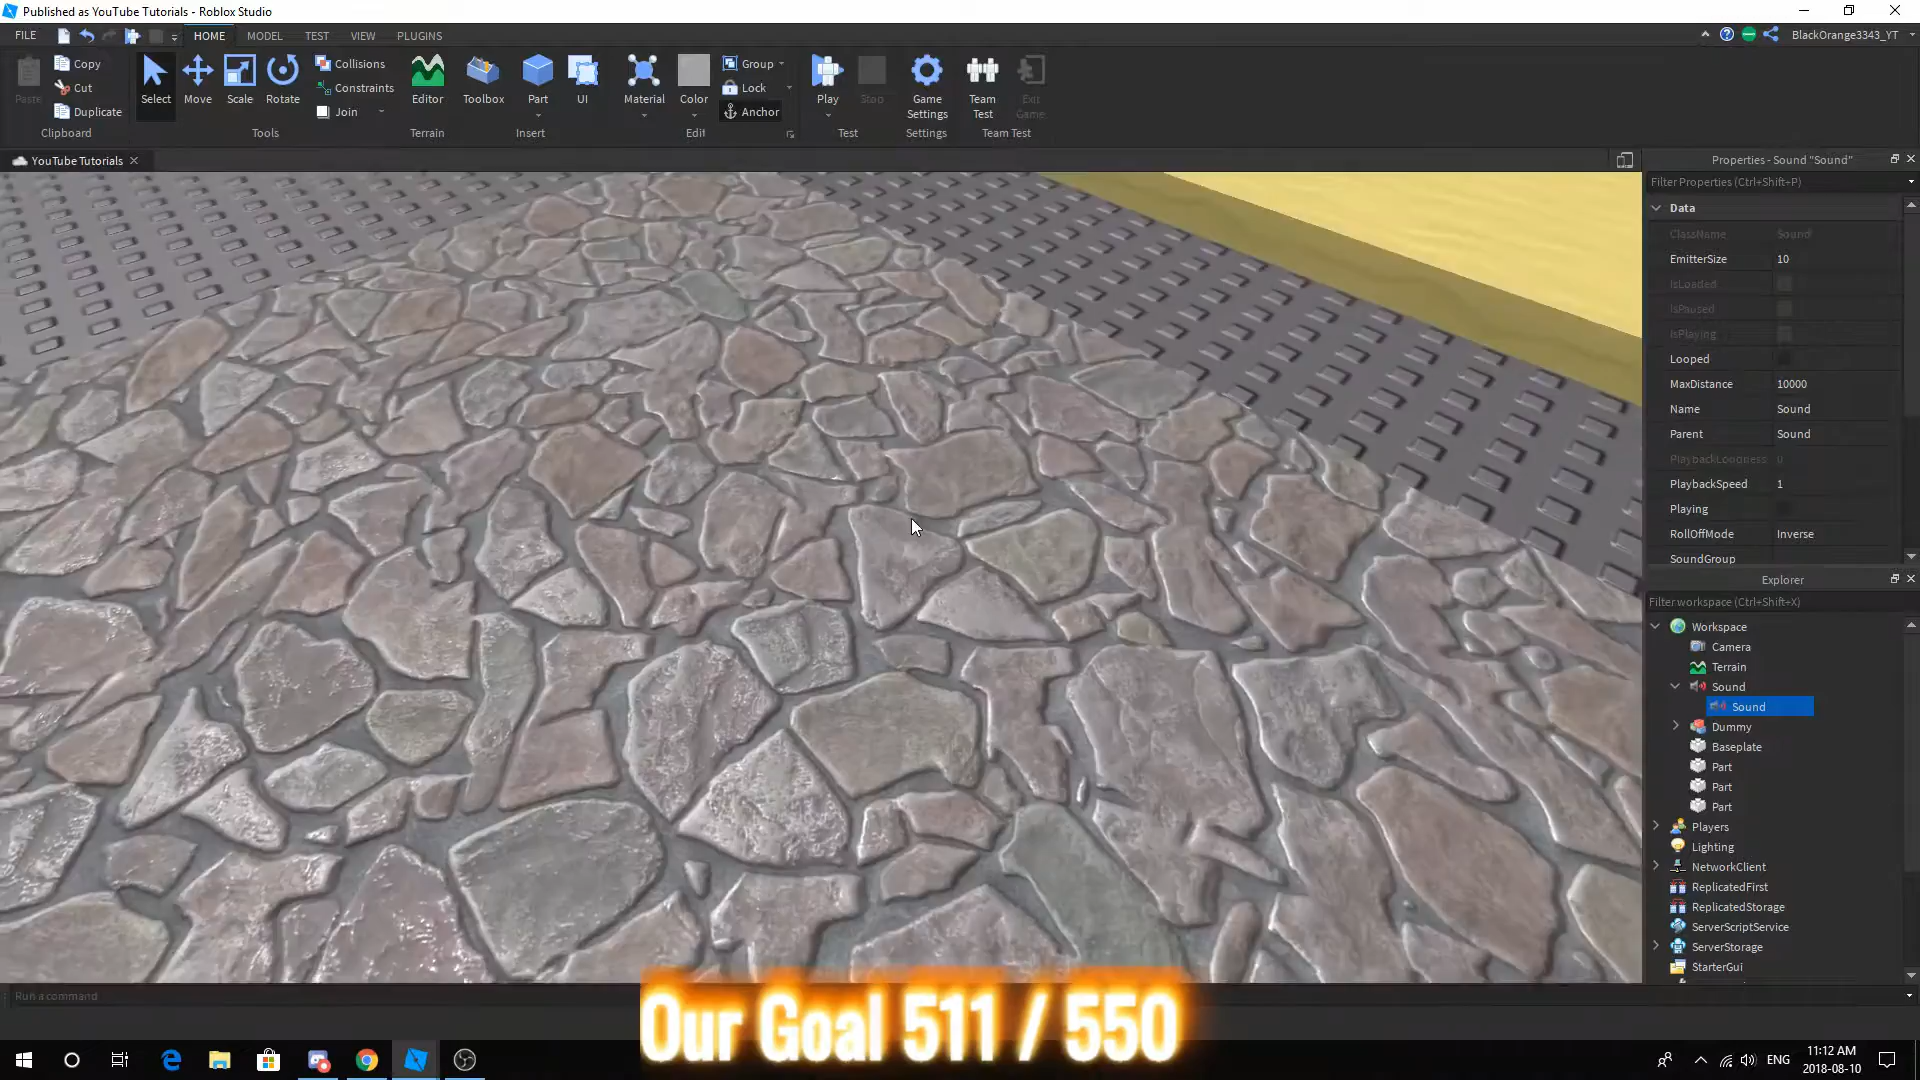 Published as YouTube Tutorials - Roblox Studio
FILE HOME MODEL TEST VIEW PLUGINS BlackOrange3343_YT
Paste Copy Cut Duplicate Clipboard
Select Move Scale Rotate Collisions Constraints Join Tools
Editor Terrain
Toolbox Part UI Insert
Material Color Group Lock Anchor Edit
Play Stop Test
Game Settings Settings
Team Test Exit Game Team Test
YouTube Tutorials
Properties - Sound "Sound"
Filter Properties (Ctrl+Shift+P)
Data
ClassName Sound
EmitterSize 10
IsLoaded
IsPaused
IsPlaying
Looped
MaxDistance 10000
Name Sound
Parent Sound
PlaybackLoudness 0
PlaybackSpeed 1
Playing
RollOffMode Inverse
SoundGroup
Explorer
Filter workspace (Ctrl+Shift+X)
Workspace
Camera
Terrain
Sound
Sound
Dummy
Baseplate
Part
Part
Part
Players
Lighting
NetworkClient
ReplicatedFirst
ReplicatedStorage
ServerScriptService
ServerStorage
StarterGui
Run a command
Our Goal 511 / 550
ENG 11:12 AM
2018-08-10